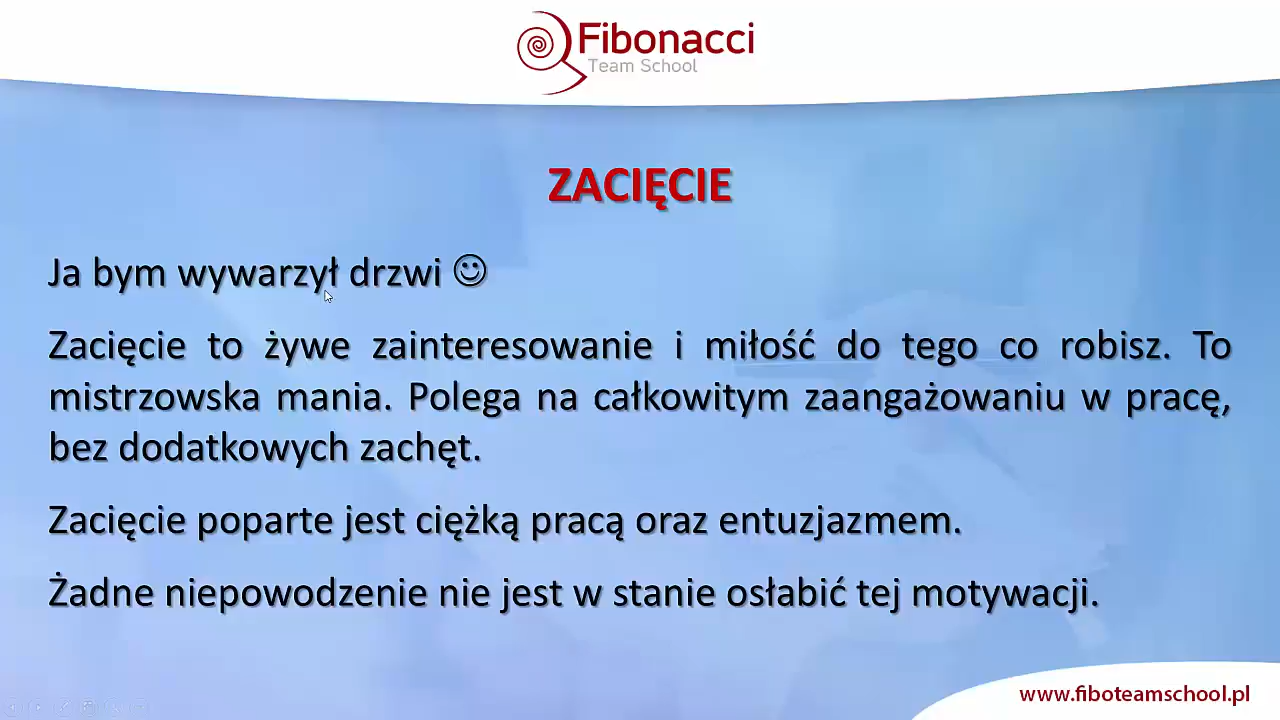 Fibonacci
Team School
ZACIĘCIE
Ja bym wywarzył drzwi ☺
Zacięcie to żywe zainteresowanie i miłość do tego co robisz. To
mistrzowska mania. Polega na całkowitym zaangażowaniu w pracę,
bez dodatkowych zachęt.
Zacięcie poparte jest ciężką pracą oraz entuzjazmem.
Żadne niepowodzenie nie jest w stanie osłabić tej motywacji.
www.fiboteamschool.pl